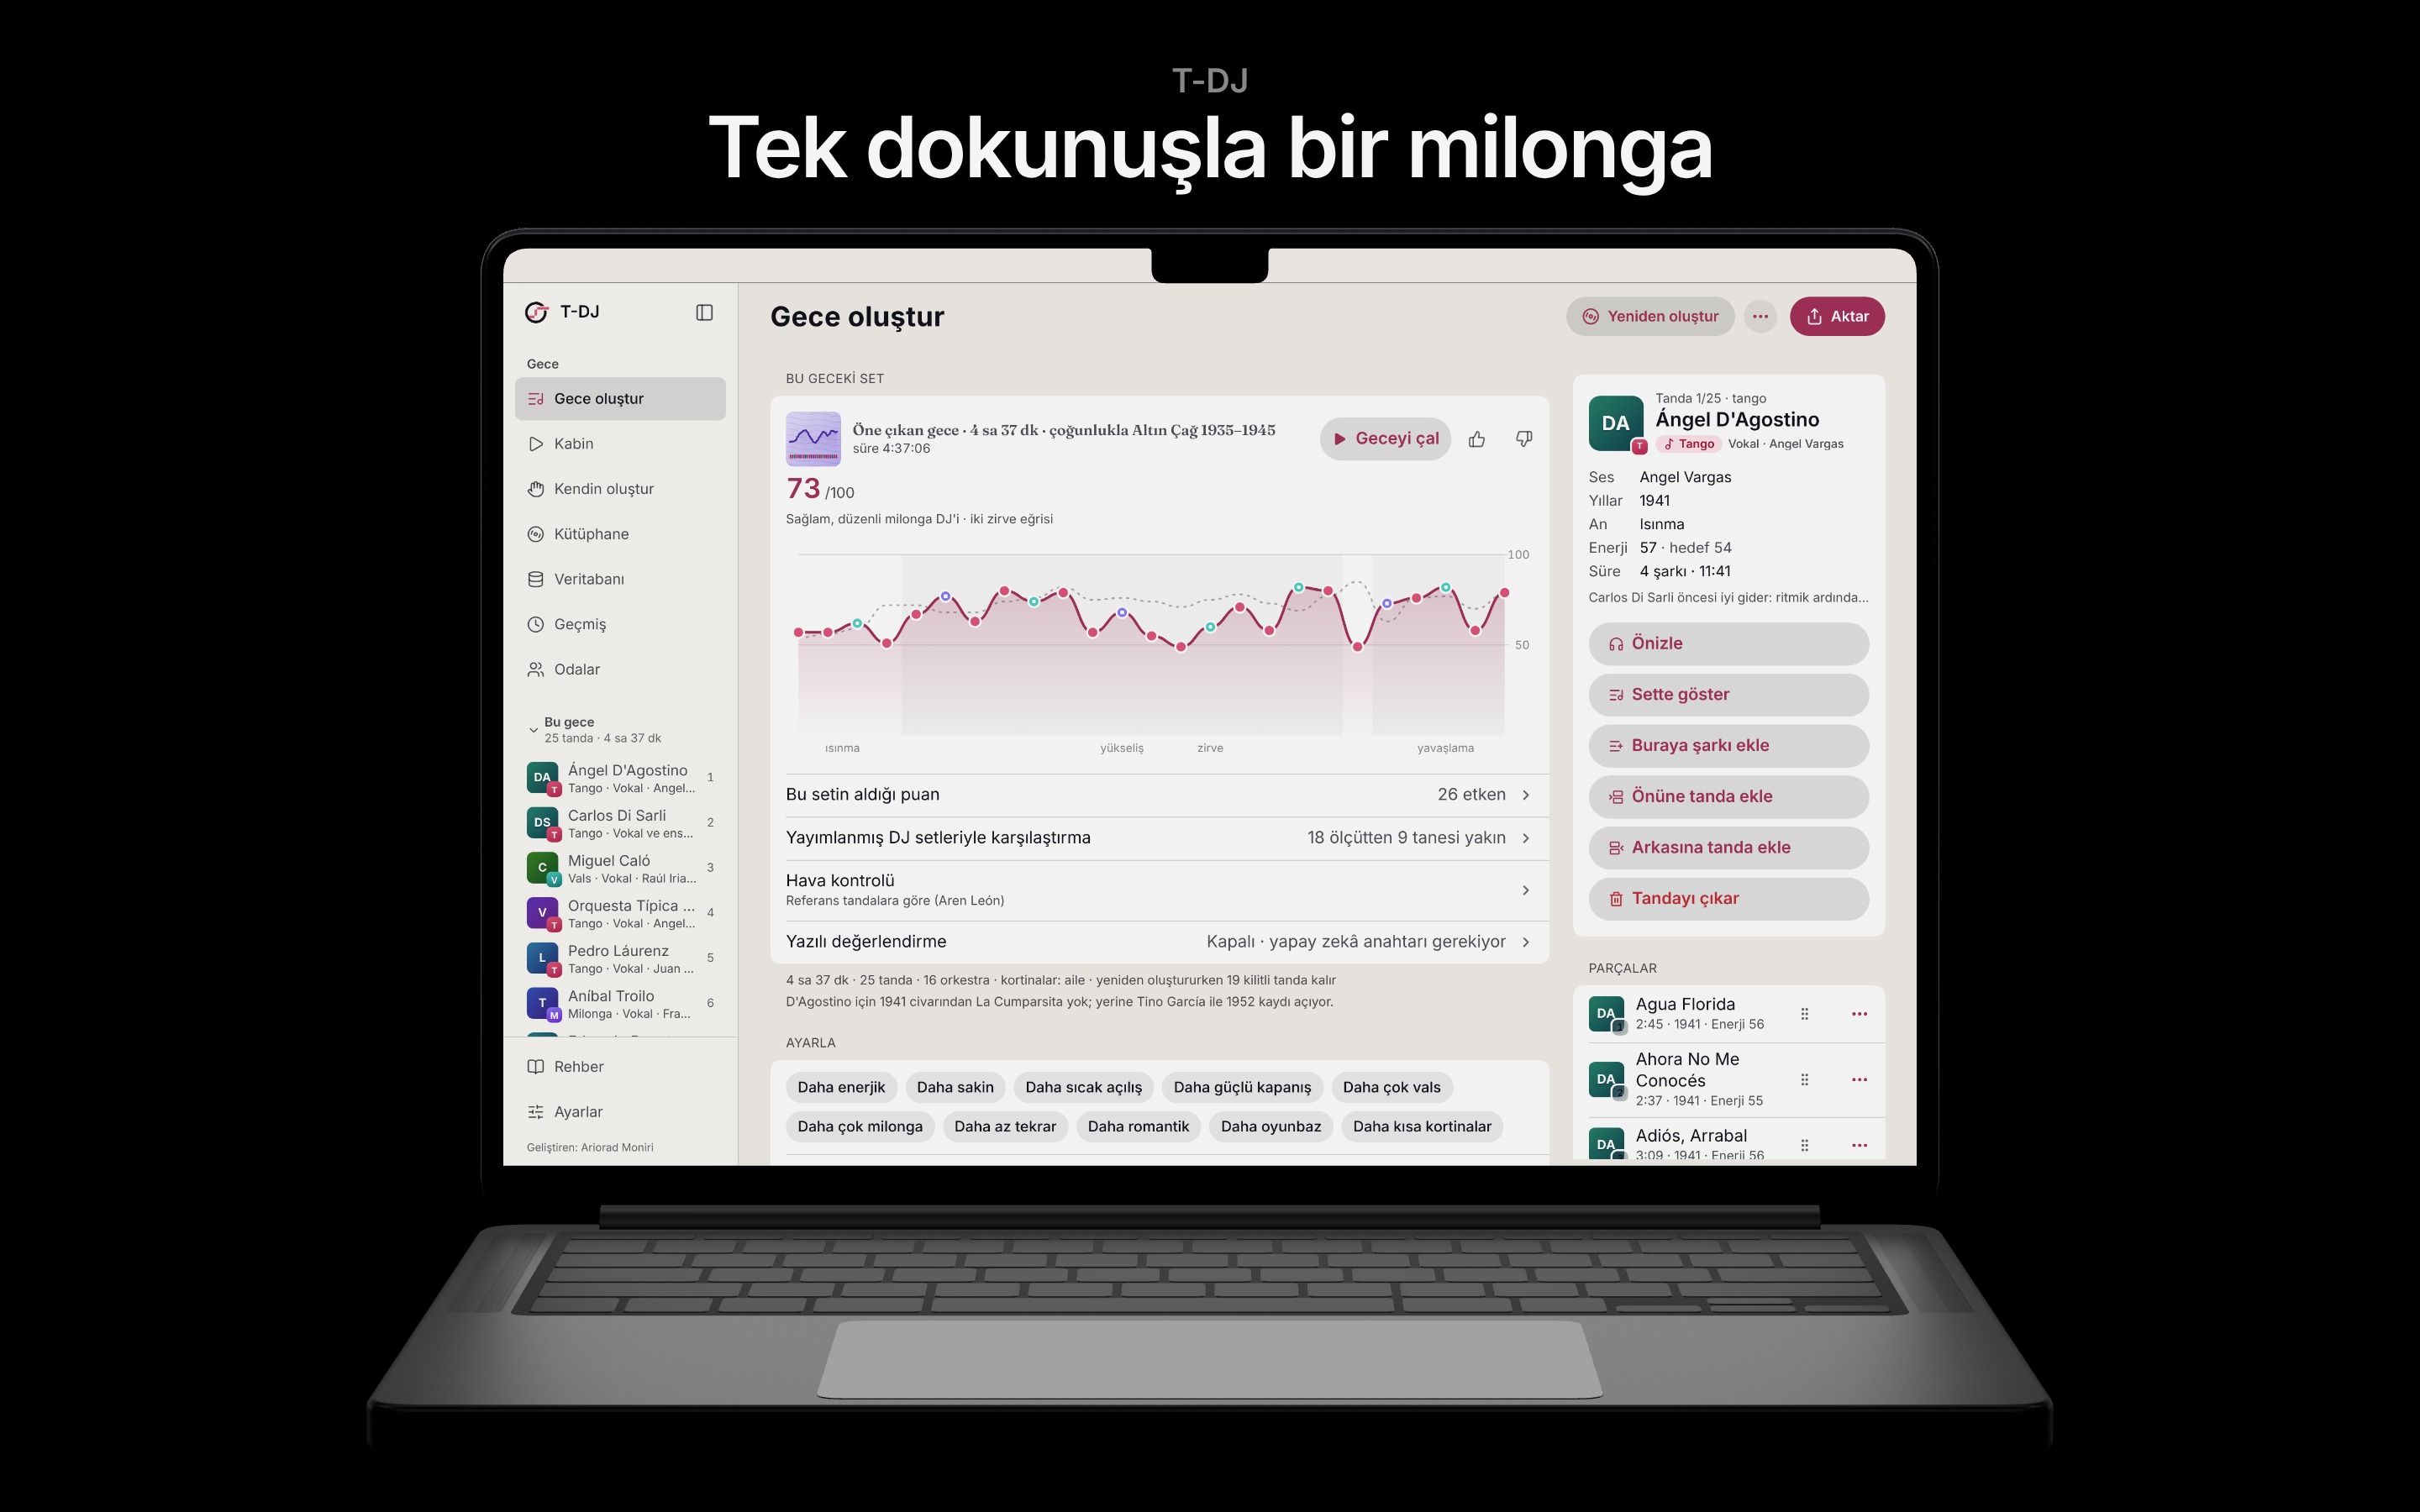 T-DJ
Tek dokunuşla bir milonga
T-DJ
Gece
Gece oluştur
Kabin
Kendin oluştur
Kütüphane
Veritabanı
Geçmiş
Odalar
Bu gece
25 tanda · 4 sa 37 dk
DA T Ángel D'Agostino 1
Tango · Vokal · Angel...
DS T Carlos Di Sarli 2
Tango · Vokal ve ens...
C V Miguel Caló 3
Vals · Vokal · Raúl Iria...
V T Orquesta Típica ... 4
Tango · Vokal · Angel...
L T Pedro Láurenz 5
Tango · Vokal · Juan ...
T M Aníbal Troilo 6
Milonga · Vokal · Fra...
Rehber
Ayarlar
Geliştiren: Ariorad Moniri
Gece oluştur
Yeniden oluştur
Aktar
BU GECEKİ SET
Öne çıkan gece · 4 sa 37 dk · çoğunlukla Altın Çağ 1935–1945
süre 4:37:06
Geceyi çal
73 /100
Sağlam, düzenli milonga DJ'i · iki zirve eğrisi
100
50
ısınma yükseliş zirve yavaşlama
Bu setin aldığı puan 26 etken
Yayımlanmış DJ setleriyle karşılaştırma 18 ölçütten 9 tanesi yakın
Hava kontrolü
Referans tandalara göre (Aren León)
Yazılı değerlendirme Kapalı · yapay zekâ anahtarı gerekiyor
4 sa 37 dk · 25 tanda · 16 orkestra · kortinalar: aile · yeniden oluştururken 19 kilitli tanda kalır
D'Agostino için 1941 civarından La Cumparsita yok; yerine Tino García ile 1952 kaydı açıyor.
AYARLA
Daha enerjik Daha sakin Daha sıcak açılış Daha güçlü kapanış Daha çok vals
Daha çok milonga Daha az tekrar Daha romantik Daha oyunbaz Daha kısa kortinalar
Tanda 1/25 · tango
DA T Ángel D'Agostino
Tango Vokal · Angel Vargas
Ses Angel Vargas
Yıllar 1941
An Isınma
Enerji 57 · hedef 54
Süre 4 şarkı · 11:41
Carlos Di Sarli öncesi iyi gider: ritmik ardında...
Önizle
Sette göster
Buraya şarkı ekle
Önüne tanda ekle
Arkasına tanda ekle
Tandayı çıkar
PARÇALAR
DA 1 Agua Florida
2:45 · 1941 · Enerji 56
DA 2 Ahora No Me
Conocés
2:37 · 1941 · Enerji 55
DA Adiós, Arrabal
3:09 · 1941 · Enerji 56